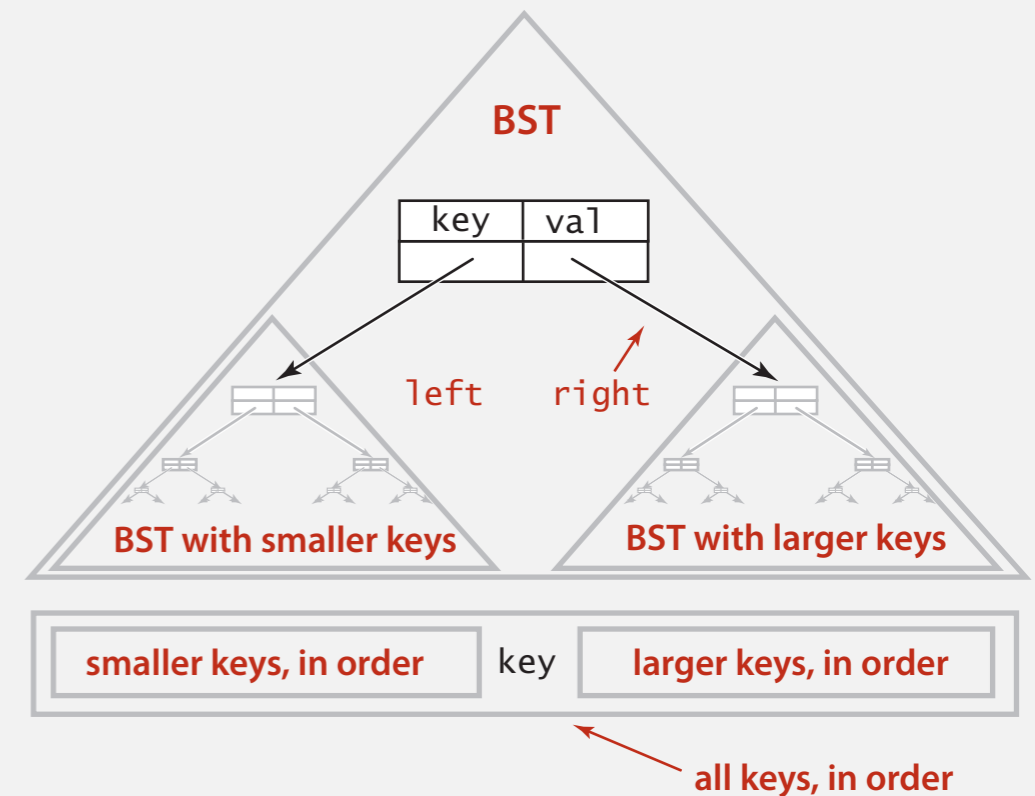 BST
key val
left right
BST with smaller keys BST with larger keys
smaller keys, in order key larger keys, in order
all keys, in order